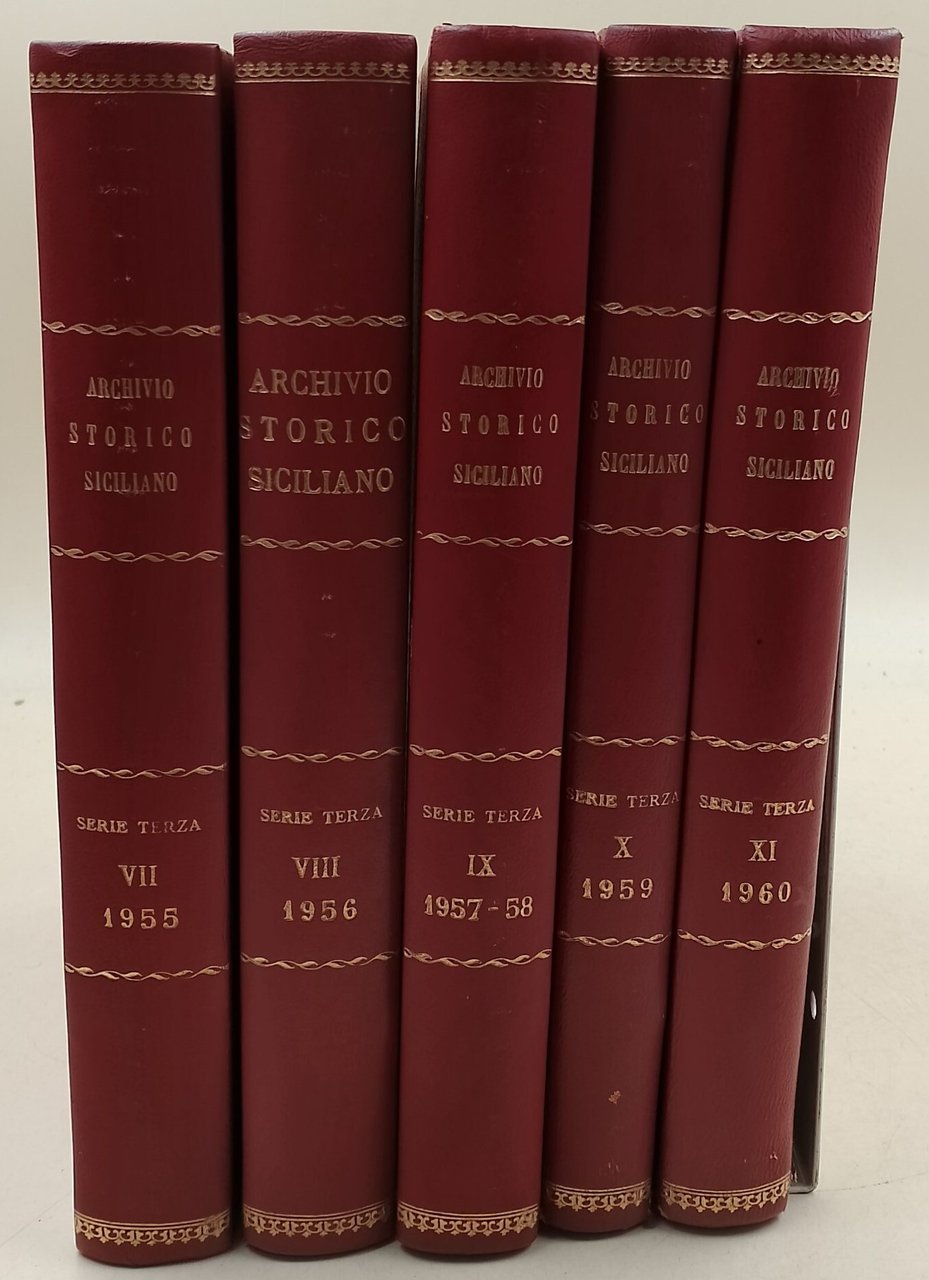 ARCHIVIO
STORICO
SICILIANO
SERIE TERZA
VII
1955
ARCHIVIO
STORICO
SICILIANO
SERIE TERZA
VIII
1956
ARCHIVIO
STORICO
SICILIANO
SERIE TERZA
IX
1957-58
ARCHIVIO
STORICO
SICILIANO
SERIE TERZA
X
1959
ARCHIVIO
STORICO
SICILIANO
SERIE TERZA
XI
1960